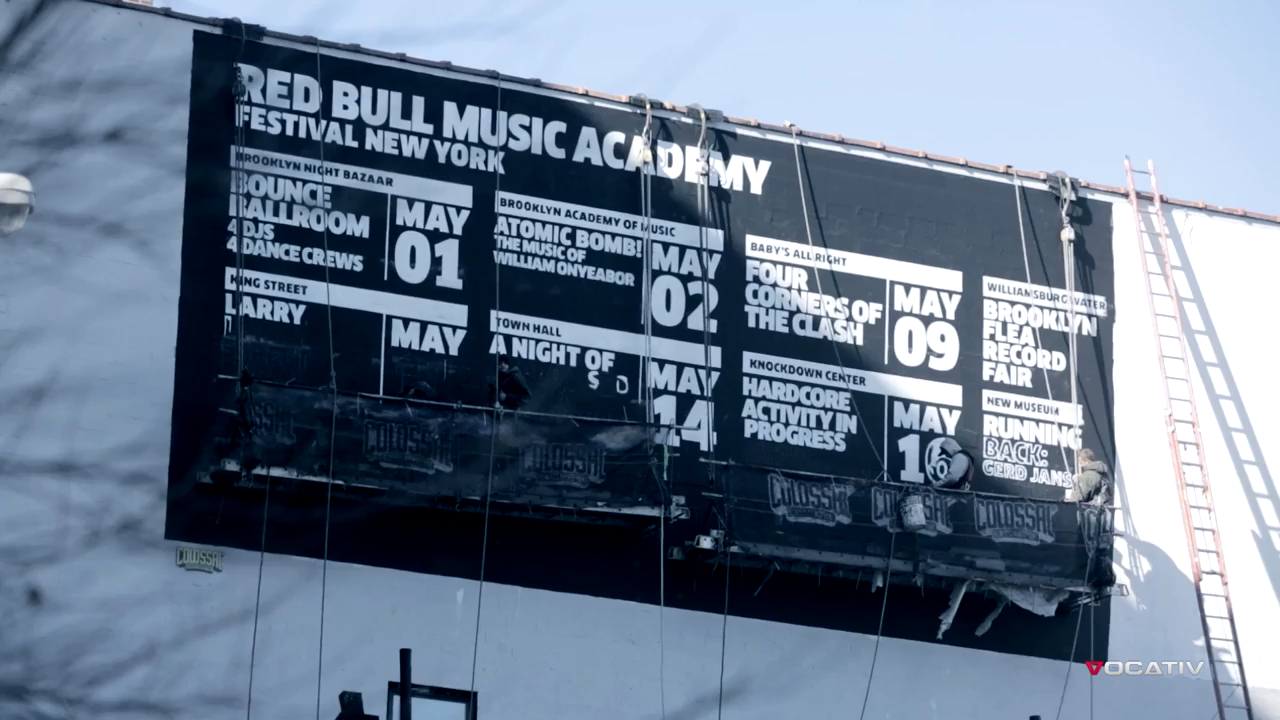 RED BULL MUSIC ACADEMY
FESTIVAL NEW YORK
BROOKLYN NIGHT BAZAAR
BOUNCE
BALLROOM
4 DJS
4 DANCE CREWS
MAY
01
KING STREET
LARRY
MAY
BROOKLYN ACADEMY OF MUSIC
ATOMIC BOMB!
THE MUSIC OF
WILLIAM ONYEABOR
MAY
02
TOWN HALL
A NIGHT OF
MAY
14
BABY'S ALL RIGHT
FOUR
CORNERS OF
THE CLASH
MAY
09
KNOCKDOWN CENTER
HARDCORE
ACTIVITY IN
PROGRESS
MAY
WILLIAMSBURG WATER
BROOKLYN
FLEA
RECORD
FAIR
NEW MUSEUM
RUNNING
BACK:
GERD JANS
COLOSSAL
COLOSSAL
COLOSSAL
COLOSSAL
COLOSSAL
COLOSSAL
VOCATIV